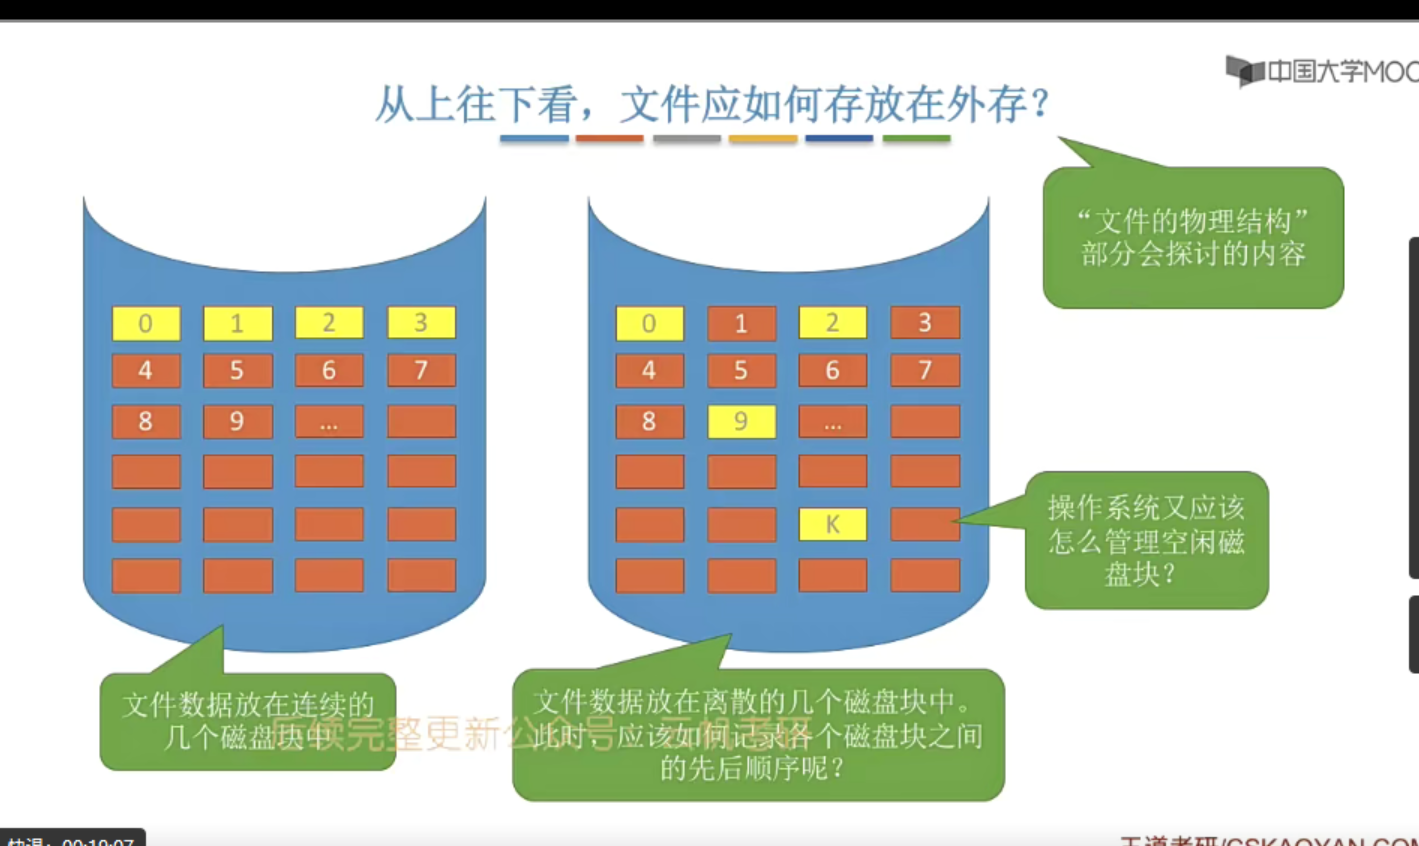 中国大学MOO
从上往下看，文件应如何存放在外存？
“文件的物理结构”
部分会探讨的内容
0 1 2 3
4 5 6 7
8 9 ...
0 1 2 3
4 5 6 7
8 9 ...
K
操作系统又应该
怎么管理空闲磁
盘块？
文件数据放在连续的
几个磁盘块中
文件数据放在离散的几个磁盘块中。
此时，应该如何记录各个磁盘块之间
的先后顺序呢？
后续完整更新公众号：云帆考研
快退：00:19:07
王道考研/CSKAOYAN.COM